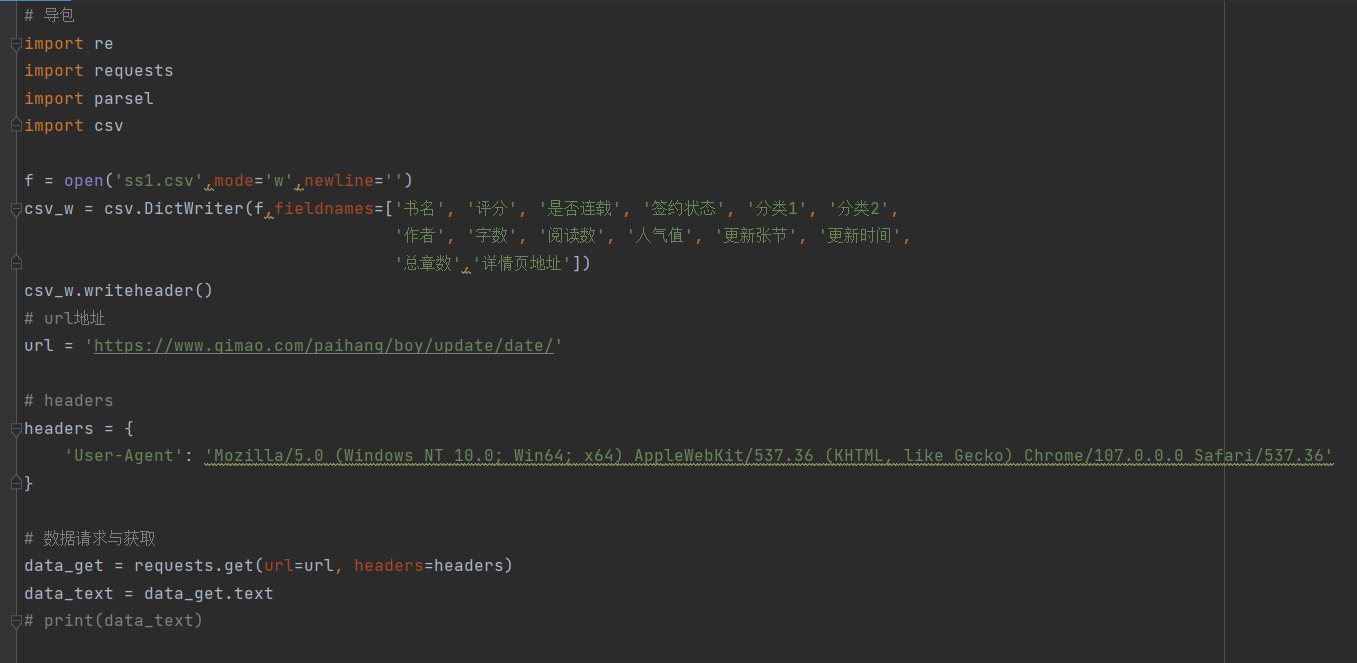 # 导包
import re
import requests
import parsel
import csv
f = open('ss1.csv',mode='w',newline='')
csv_w = csv.DictWriter(f,fieldnames=['书名', '评分', '是否连载', '签约状态', '分类1', '分类2',
'作者', '字数', '阅读数', '人气值', '更新张节', '更新时间',
'总章数','详情页地址'])
csv_w.writeheader()
# url地址
url = 'https://www.qimao.com/paihang/boy/update/date/'
# headers
headers = {
'User-Agent': 'Mozilla/5.0 (Windows NT 10.0; Win64; x64) AppleWebKit/537.36 (KHTML, like Gecko) Chrome/107.0.0.0 Safari/537.36'
}
# 数据请求与获取
data_get = requests.get(url=url, headers=headers)
data_text = data_get.text
# print(data_text)